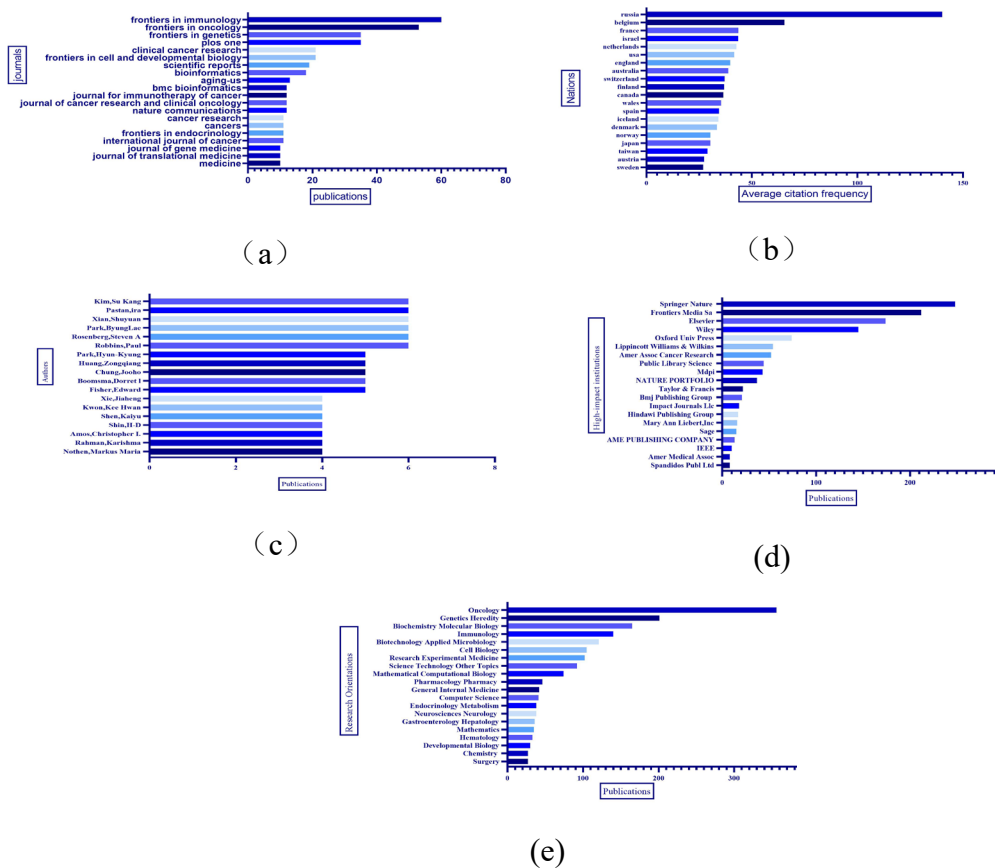 frontiers in immunology
frontiers in oncology
frontiers in genetics
plos one
clinical cancer research
frontiers in cell and developmental biology
scientific reports
bioinformatics
aging-us
bmc bioinformatics
journal for immunotherapy of cancer
journal of cancer research and clinical oncology
nature communications
cancer research
cancers
frontiers in endocrinology
international journal of cancer
journal of gene medicine
journal of translational medicine
medicine
journals
0 20 40 60 80
publications
(a)
russia
belgium
france
israel
netherlands
usa
england
australia
switzerland
finland
canada
wales
spain
iceland
denmark
norway
japan
taiwan
austria
sweden
Nations
0 50 100 150
Average citation frequency
(b)
Kim,Su Kang
Pastan,ira
Xian,Shuyuan
Park,ByungLae
Rosenberg,Steven A
Robbins,Paul
Park,Hyun-Kyung
Huang,Zongqiang
Chung,Jooho
Boomsma,Dorret I
Fisher,Edward
Xie,Jiaheng
Kwon,Kee Hwan
Shen,Kaiyu
Shin,H-D
Amos,Christopher L
Rahman,Karishma
Nothen,Markus Maria
Authers
0 2 4 6 8
Publications
(c)
Springer Nature
Frontiers Media Sa
Elsevier
Wiley
Oxford Univ Press
Lippincott Williams & Wilkins
Amer Assoc Cancer Research
Public Library Science
Mdpi
NATURE PORTFOLIO
Taylor & Francis
Bmj Publishing Group
Impact Journals Llc
Hindawi Publishing Group
Mary Ann Liebert,Inc
Sage
AME PUBLISHING COMPANY
IEEE
Amer Medical Assoc
Spandidos Publ Ltd
High-impact institutions
0 100 200
Publications
(d)
Oncology
Genetics Heredity
Biochemistry Molecular Biology
Immunology
Biotechnology Applied Microbiology
Cell Biology
Research Experimental Medicine
Science Technology Other Topics
Mathematical Computational Biology
Pharmacology Pharmacy
General Internal Medicine
Computer Science
Endocrinology Metabolism
Neurosciences Neurology
Gastroenterology Hepatology
Mathematics
Hematology
Developmental Biology
Chemistry
Surgery
Research Orientations
0 100 200 300
Publications
(e)